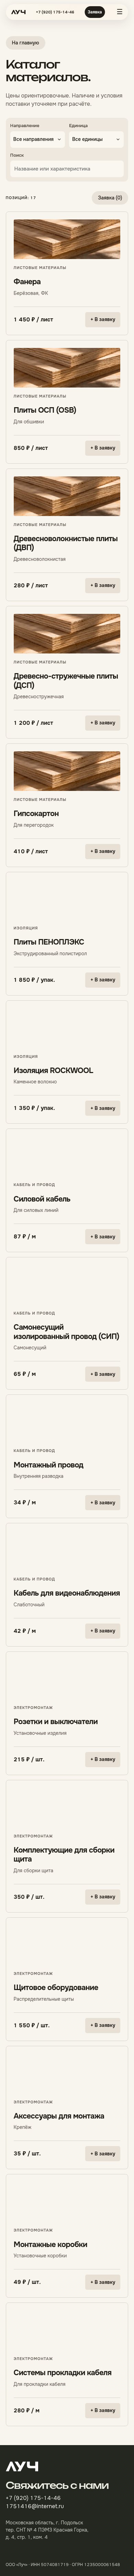 ЛУЧ
+7 (920) 175-14-46
Заявка
На главную
Каталог
материалов.
Цены ориентировочные. Наличие и условия
поставки уточняем при расчёте.
Направление
Единица
Все направления
Все единицы
Поиск
Название или характеристика
ПОЗИЦИЙ: 17
Заявка (0)
ЛИСТОВЫЕ МАТЕРИАЛЫ
Фанера
Берёзовая, ФК
1 450 ₽ / лист
+ В заявку
ЛИСТОВЫЕ МАТЕРИАЛЫ
Плиты ОСП (OSB)
Для обшивки
850 ₽ / лист
+ В заявку
ЛИСТОВЫЕ МАТЕРИАЛЫ
Древесноволокнистые плиты
(ДВП)
Древесноволокнистая
280 ₽ / лист
+ В заявку
ЛИСТОВЫЕ МАТЕРИАЛЫ
Древесно-стружечные плиты
(ДСП)
Древесностружечная
1 200 ₽ / лист
+ В заявку
ЛИСТОВЫЕ МАТЕРИАЛЫ
Гипсокартон
Для перегородок
410 ₽ / лист
+ В заявку
ИЗОЛЯЦИЯ
Плиты ПЕНОПЛЭКС
Экструдированный полистирол
1 850 ₽ / упак.
+ В заявку
ИЗОЛЯЦИЯ
Изоляция ROCKWOOL
Каменное волокно
1 350 ₽ / упак.
+ В заявку
КАБЕЛЬ И ПРОВОД
Силовой кабель
Для силовых линий
87 ₽ / м
+ В заявку
КАБЕЛЬ И ПРОВОД
Самонесущий
изолированный провод (СИП)
Самонесущий
65 ₽ / м
+ В заявку
КАБЕЛЬ И ПРОВОД
Монтажный провод
Внутренняя разводка
34 ₽ / м
+ В заявку
КАБЕЛЬ И ПРОВОД
Кабель для видеонаблюдения
Слаботочный
42 ₽ / м
+ В заявку
ЭЛЕКТРОМОНТАЖ
Розетки и выключатели
Установочные изделия
215 ₽ / шт.
+ В заявку
ЭЛЕКТРОМОНТАЖ
Комплектующие для сборки
щита
Для сборки щита
350 ₽ / шт.
+ В заявку
ЭЛЕКТРОМОНТАЖ
Щитовое оборудование
Распределительные щиты
1 550 ₽ / шт.
+ В заявку
ЭЛЕКТРОМОНТАЖ
Аксессуары для монтажа
Крепёж
35 ₽ / шт.
+ В заявку
ЭЛЕКТРОМОНТАЖ
Монтажные коробки
Установочные коробки
49 ₽ / шт.
+ В заявку
ЭЛЕКТРОМОНТАЖ
Системы прокладки кабеля
Для прокладки кабеля
280 ₽ / м
+ В заявку
ЛУЧ
Свяжитесь с нами
+7 (920) 175-14-46
1751416@internet.ru
Московская область, г. Подольск
тер. СНТ № 4 ПЭМЗ Красная Горка,
д. 4, стр. 1, ком. 4
ООО «Луч» · ИНН 5074081719 · ОГРН 1235000061546